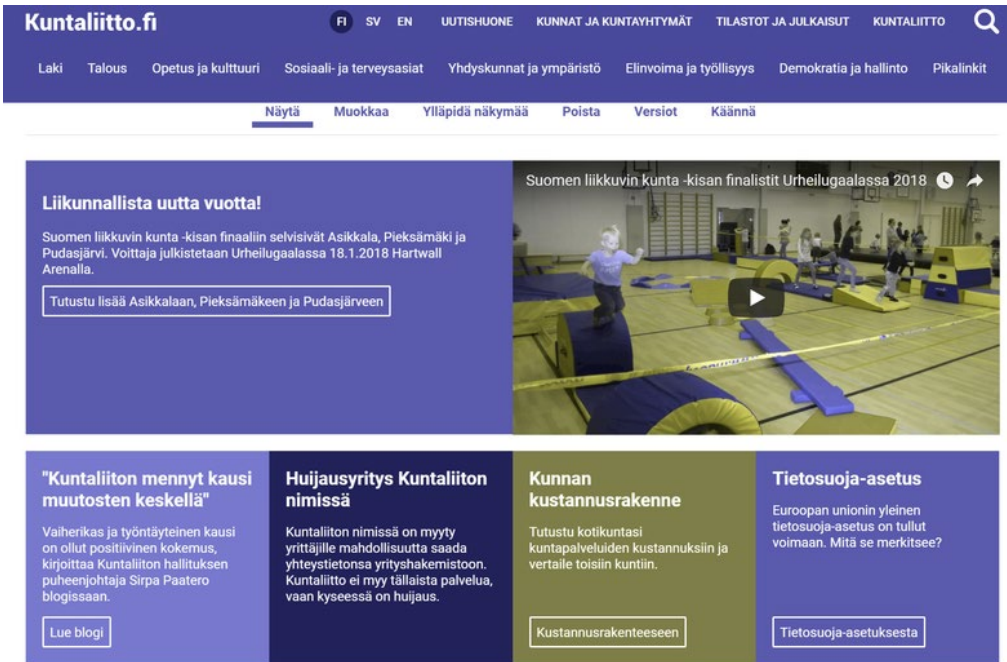 Kuntaliitto.fi
FI SV EN UUTISHUONE KUNNAT JA KUNTAYHTYMÄT TILASTOT JA JULKAISUT KUNTALIITTO
Laki Talous Opetus ja kulttuuri Sosiaali- ja terveysasiat Yhdyskunnat ja ympäristö Elinvoima ja työllisyys Demokratia ja hallinto Pikalinkit
Näytä Muokkaa Ylläpidä näkymää Poista Versiot Käännä
Liikunnallista uutta vuotta!
Suomen liikkuvin kunta -kisan finaaliin selvisivät Asikkala, Pieksämäki ja
Pudasjärvi. Voittaja julkistetaan Urheilugaalassa 18.1.2018 Hartwall
Arenalla.
Tutustu lisää Asikkalaan, Pieksämäkeen ja Pudasjärveen
Suomen liikkuvin kunta -kisan finalistit Urheilugaalassa 2018
"Kuntaliiton mennyt kausi
muutosten keskellä"
Vaiherikas ja työntäyteinen kausi
on ollut positiivinen kokemus,
kirjoittaa Kuntaliiton hallituksen
puheenjohtaja Sirpa Paatero
blogissaan.
Lue blogi
Huijausyritys Kuntaliiton
nimissä
Kuntaliiton nimissä on myyty
yrittäjille mahdollisuutta saada
yhteystietonsa yrityshakemistoon.
Kuntaliitto ei myy tällaista palvelua,
vaan kyseessä on huijaus.
Kunnan
kustannusrakenne
Tutustu kotikuntasi
kuntapalveluiden kustannuksiin ja
vertaile toisiin kuntiin.
Kustannusrakenteeseen
Tietosuoja-asetus
Euroopan unionin yleinen
tietosuoja-asetus on tullut
voimaan. Mitä se merkitsee?
Tietosuoja-asetuksesta